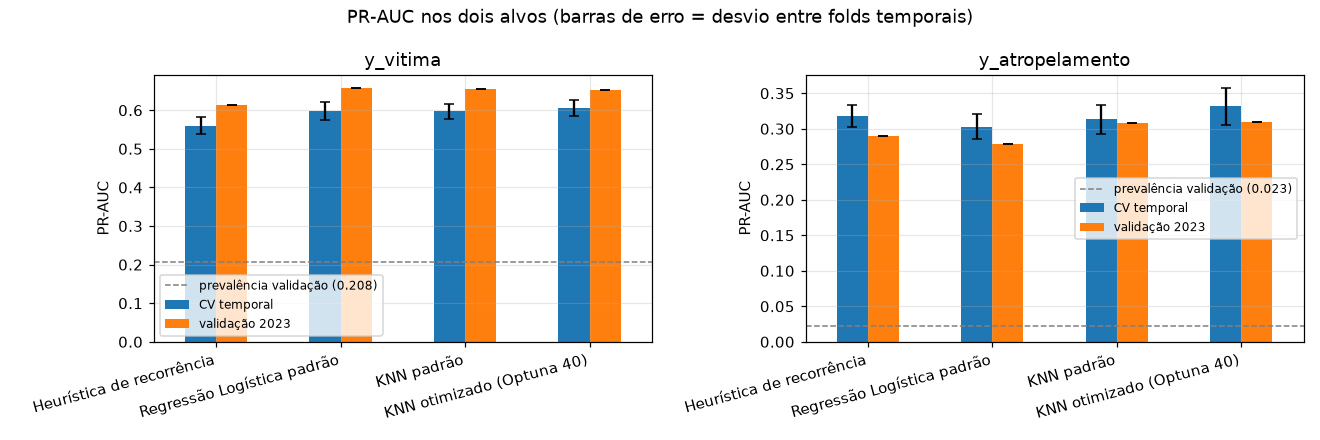 PR-AUC nos dois alvos (barras de erro = desvio entre folds temporais)
y_vitima
PR-AUC
0.6
0.5
0.4
0.3
0.2
0.1
0.0
prevalência validação (0.208)
CV temporal
validação 2023
Heurística de recorrência
Regressão Logística padrão
KNN padrão
KNN otimizado (Optuna 40)
y_atropelamento
PR-AUC
0.35
0.30
0.25
0.20
0.15
0.10
0.05
0.00
prevalência validação (0.023)
CV temporal
validação 2023
Heurística de recorrência
Regressão Logística padrão
KNN padrão
KNN otimizado (Optuna 40)